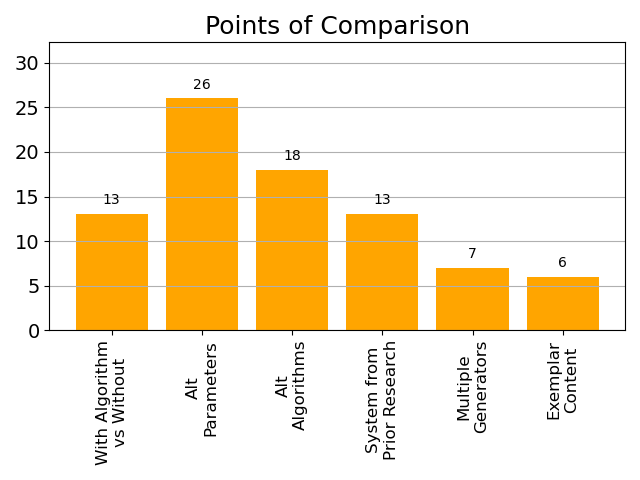 Points of Comparison
30
25
20
15
10
5
0
13
26
18
13
7
6
With Algorithm
vs Without
Alt
Parameters
Alt
Algorithms
System from
Prior Research
Multiple
Generators
Exemplar
Content